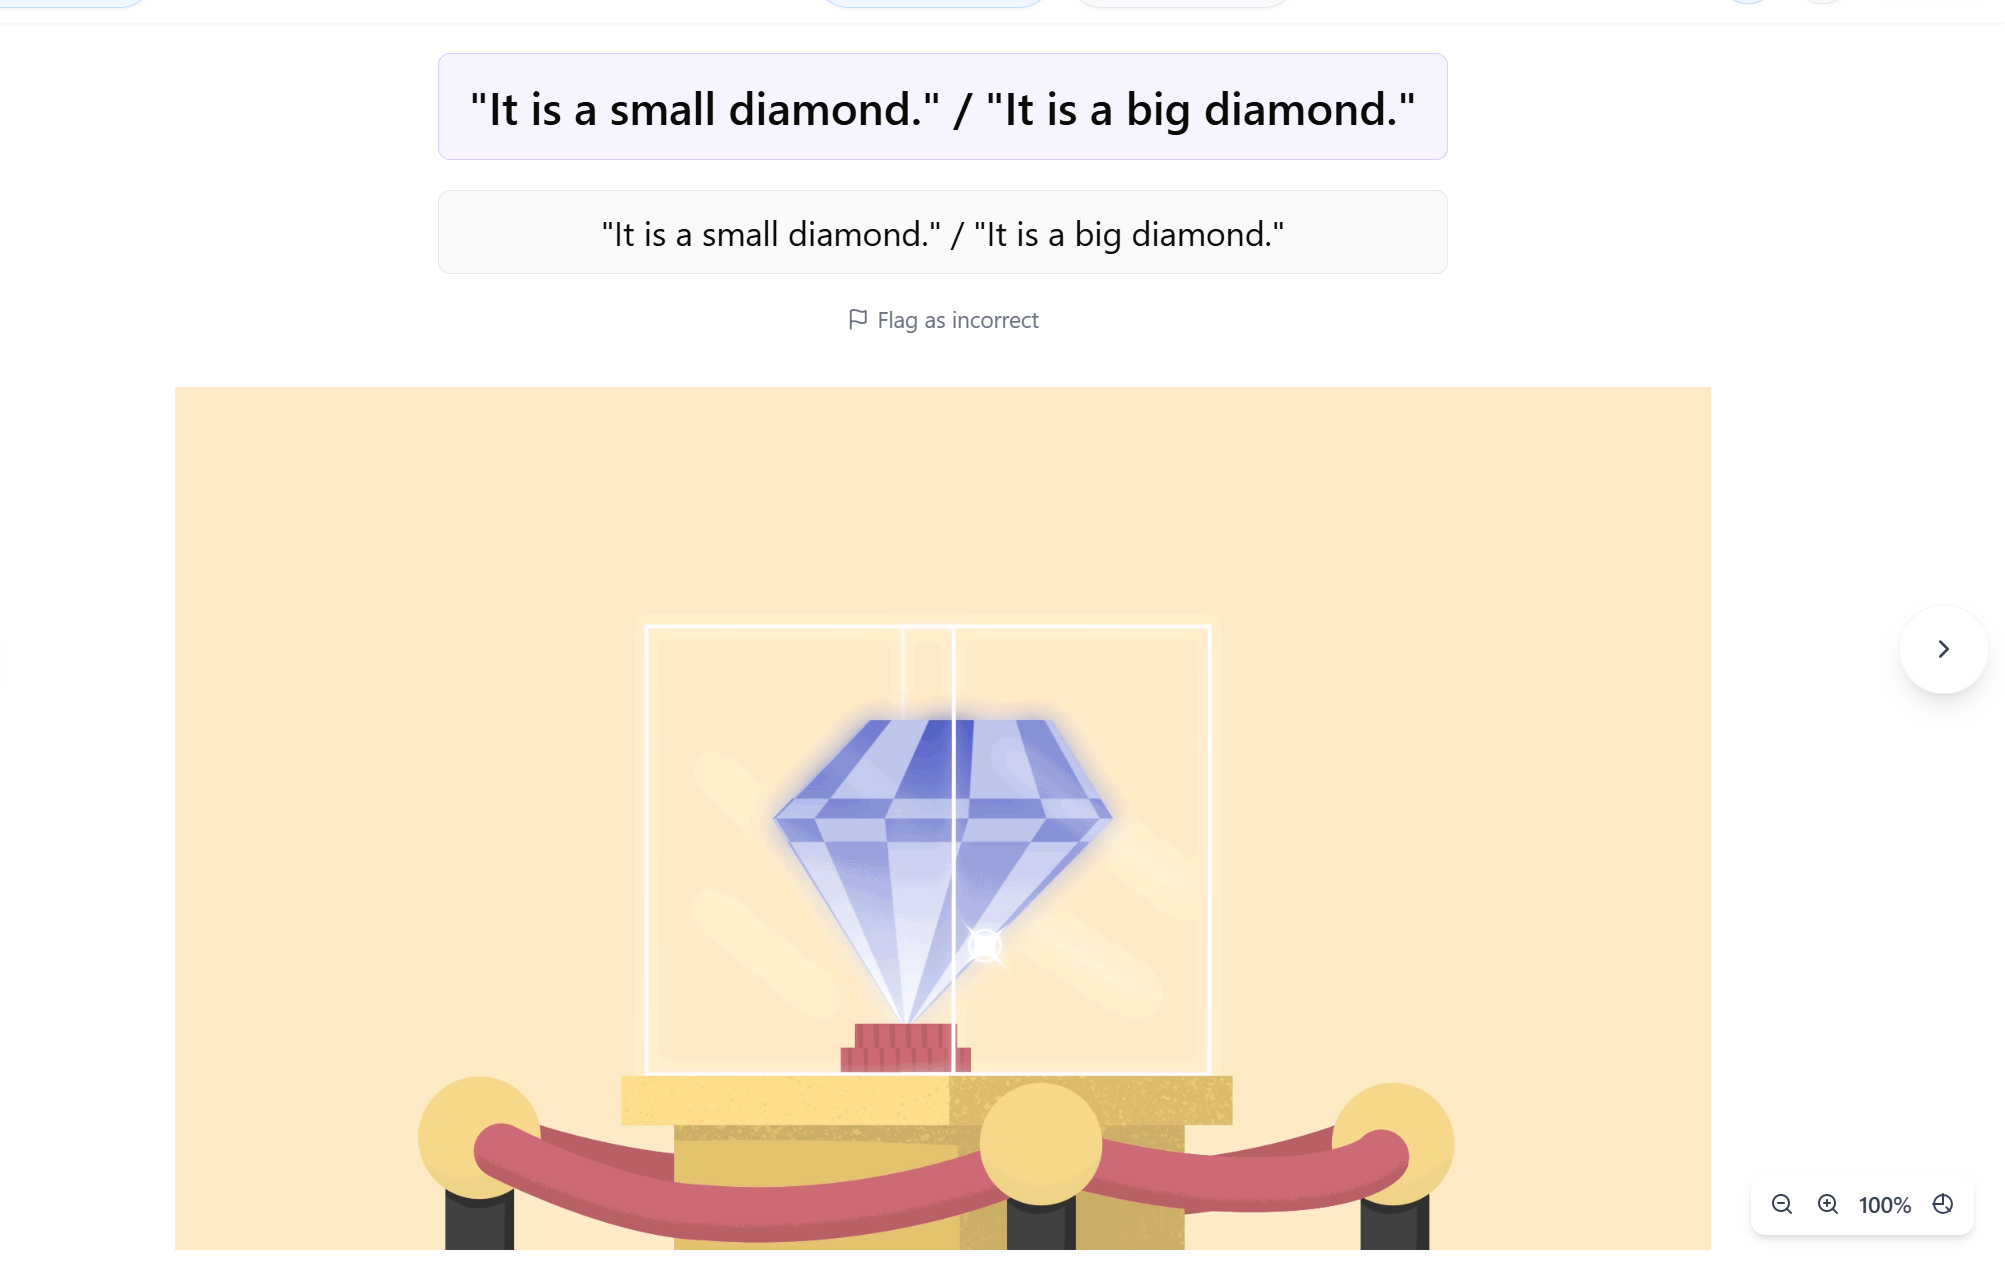 "It is a small diamond." / "It is a big diamond."
"It is a small diamond." / "It is a big diamond."
Flag as incorrect
100%